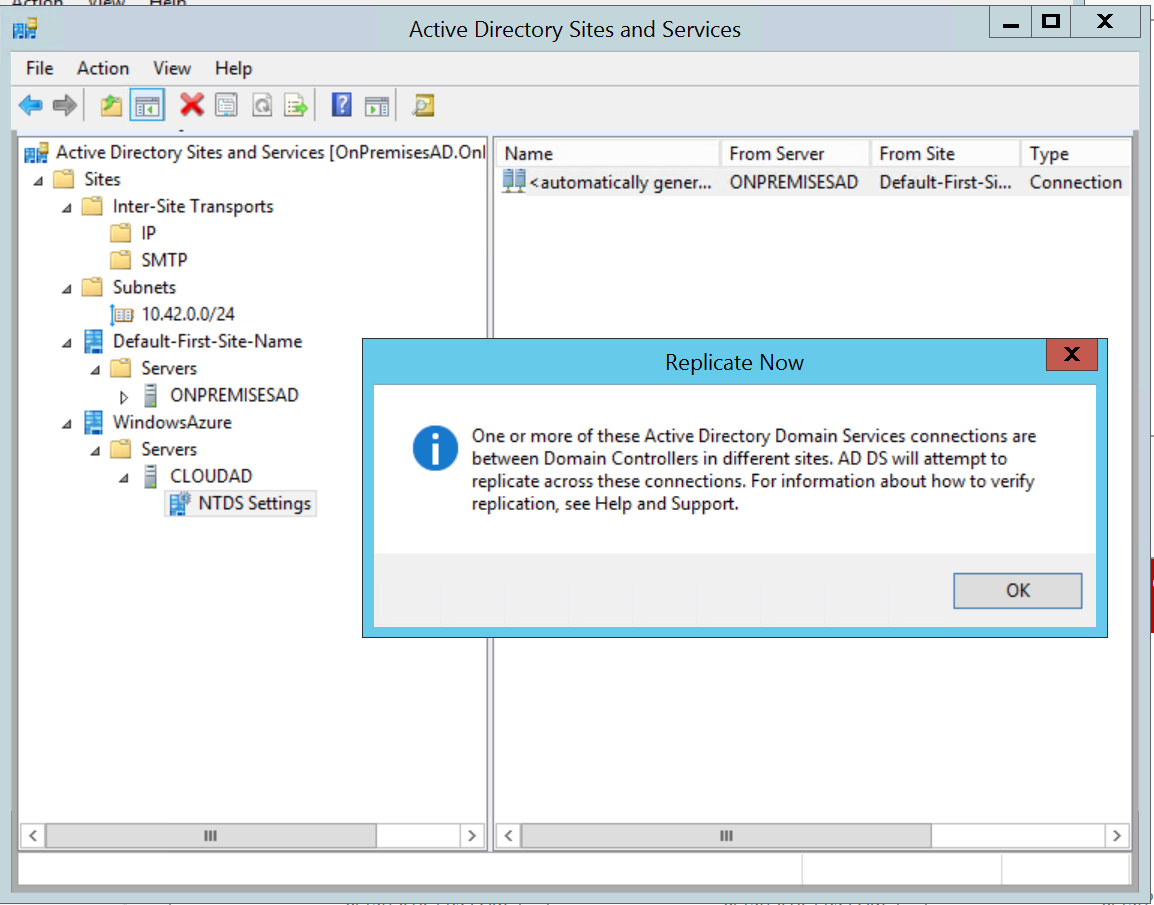 Action View Help
Active Directory Sites and Services
File Action View Help
Active Directory Sites and Services [OnPremisesAD.Onl
Sites
Inter-Site Transports
IP
SMTP
Subnets
10.42.0.0/24
Default-First-Site-Name
Servers
ONPREMISESAD
WindowsAzure
Servers
CLOUDAD
NTDS Settings
Name From Server From Site Type
<automatically gener... ONPREMISESAD Default-First-Si... Connection
Replicate Now
One or more of these Active Directory Domain Services connections are
between Domain Controllers in different sites. AD DS will attempt to
replicate across these connections. For information about how to verify
replication, see Help and Support.
OK